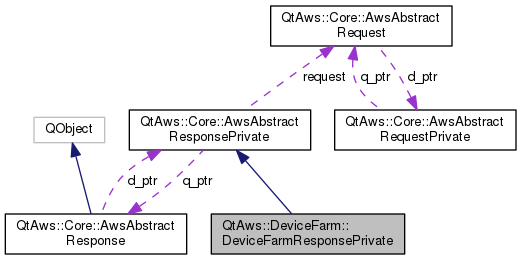 QtAws::Core::AwsAbstract
Request
request
q_ptr
d_ptr
QObject
QtAws::Core::AwsAbstract
ResponsePrivate
QtAws::Core::AwsAbstract
RequestPrivate
d_ptr
q_ptr
QtAws::Core::AwsAbstract
Response
QtAws::DeviceFarm::
DeviceFarmResponsePrivate